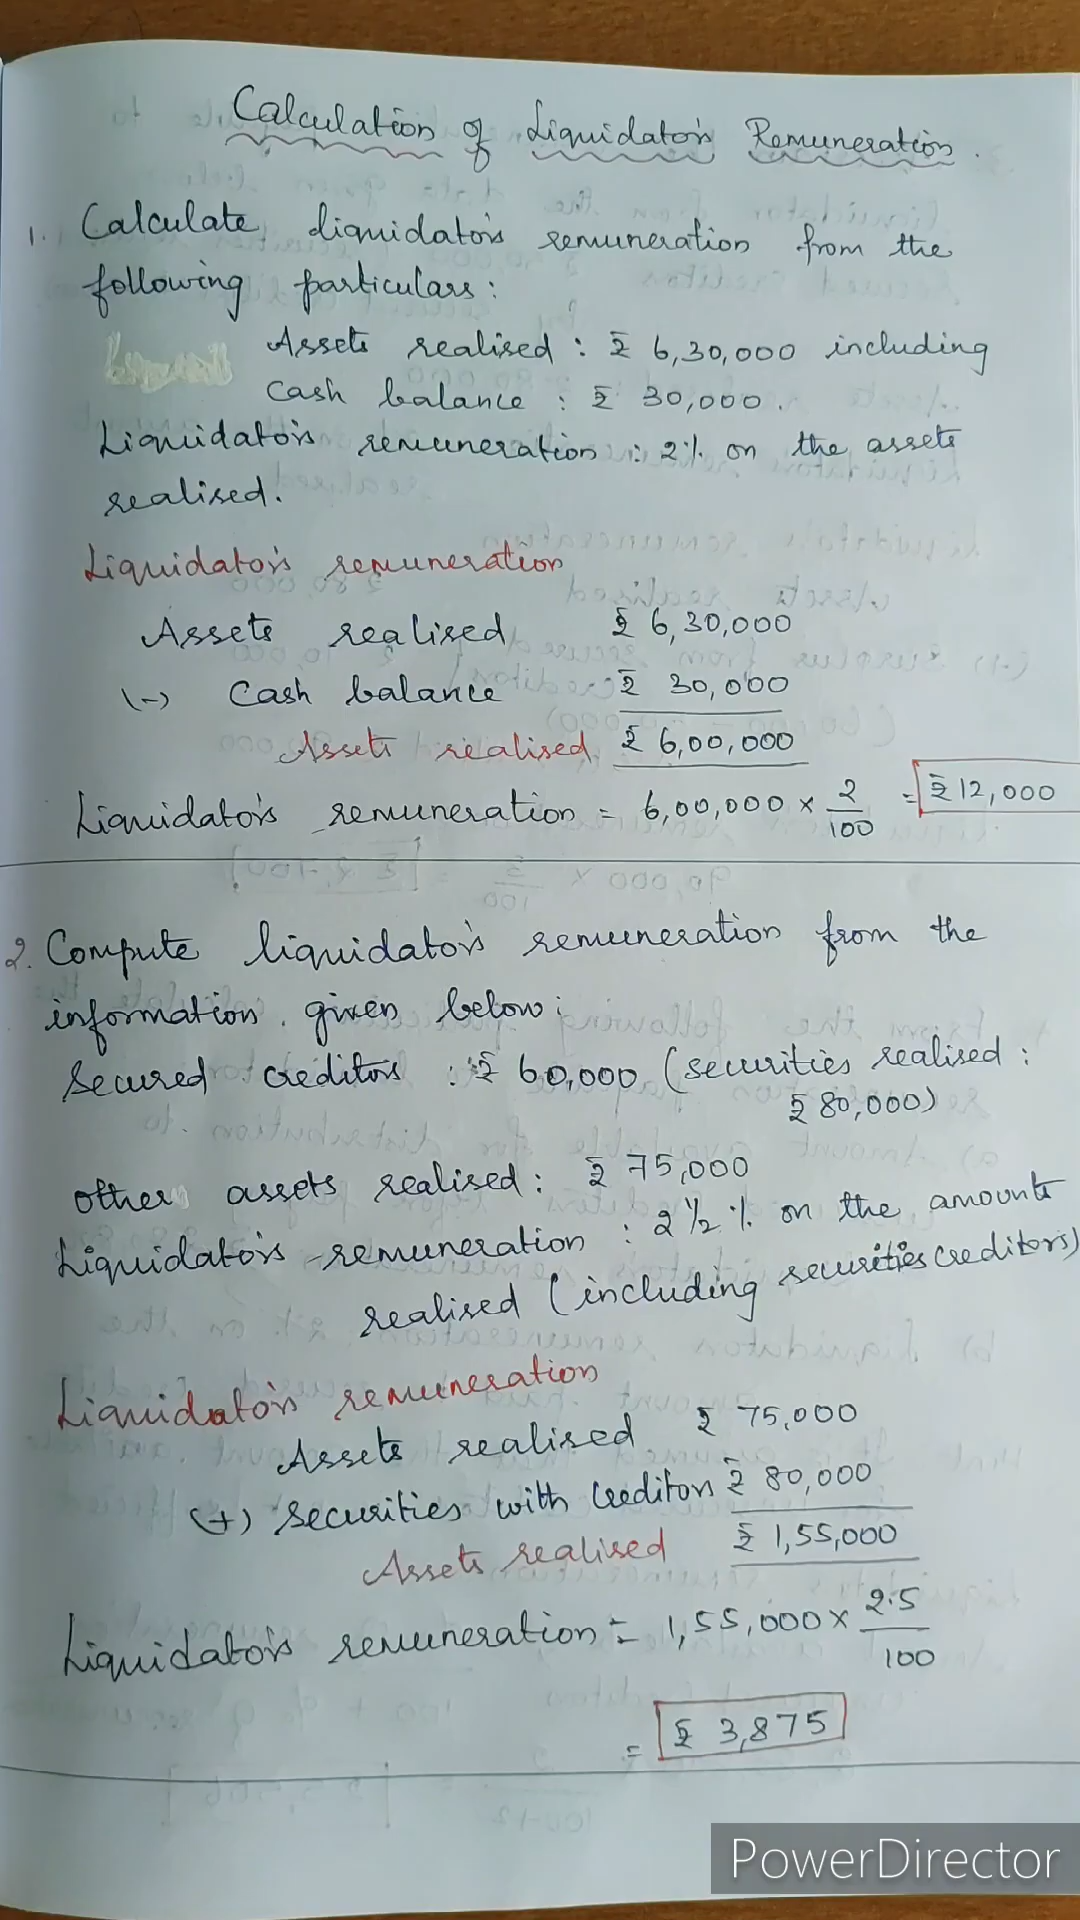 Calculation of Liquidator's Remuneration.
1. Calculate liquidator's remuneration from the
following particulars:
Assets realised : ₹ 6,30,000 including
Cash balance : ₹ 30,000.
Liquidator's remuneration : 2% on the assets
realised.
Liquidator's remuneration
Assets realised ₹ 6,30,000
(-) Cash balance ₹ 30,000
Assets realised ₹ 6,00,000
Liquidator's remuneration = 6,00,000 × 2/100 = ₹ 12,000
2. Compute liquidator's remuneration from the
information given below:
Secured creditors : ₹ 60,000 (securities realised :
₹ 80,000)
other assets realised : ₹ 75,000
Liquidator's remuneration : 2 1/2 % on the amounts
realised (including securities creditors)
Liquidator's remuneration
Assets realised ₹ 75,000
(+) Securities with creditors ₹ 80,000
Assets realised ₹ 1,55,000
Liquidator's remuneration = 1,55,000 × 2.5/100
= ₹ 3,875
PowerDirector